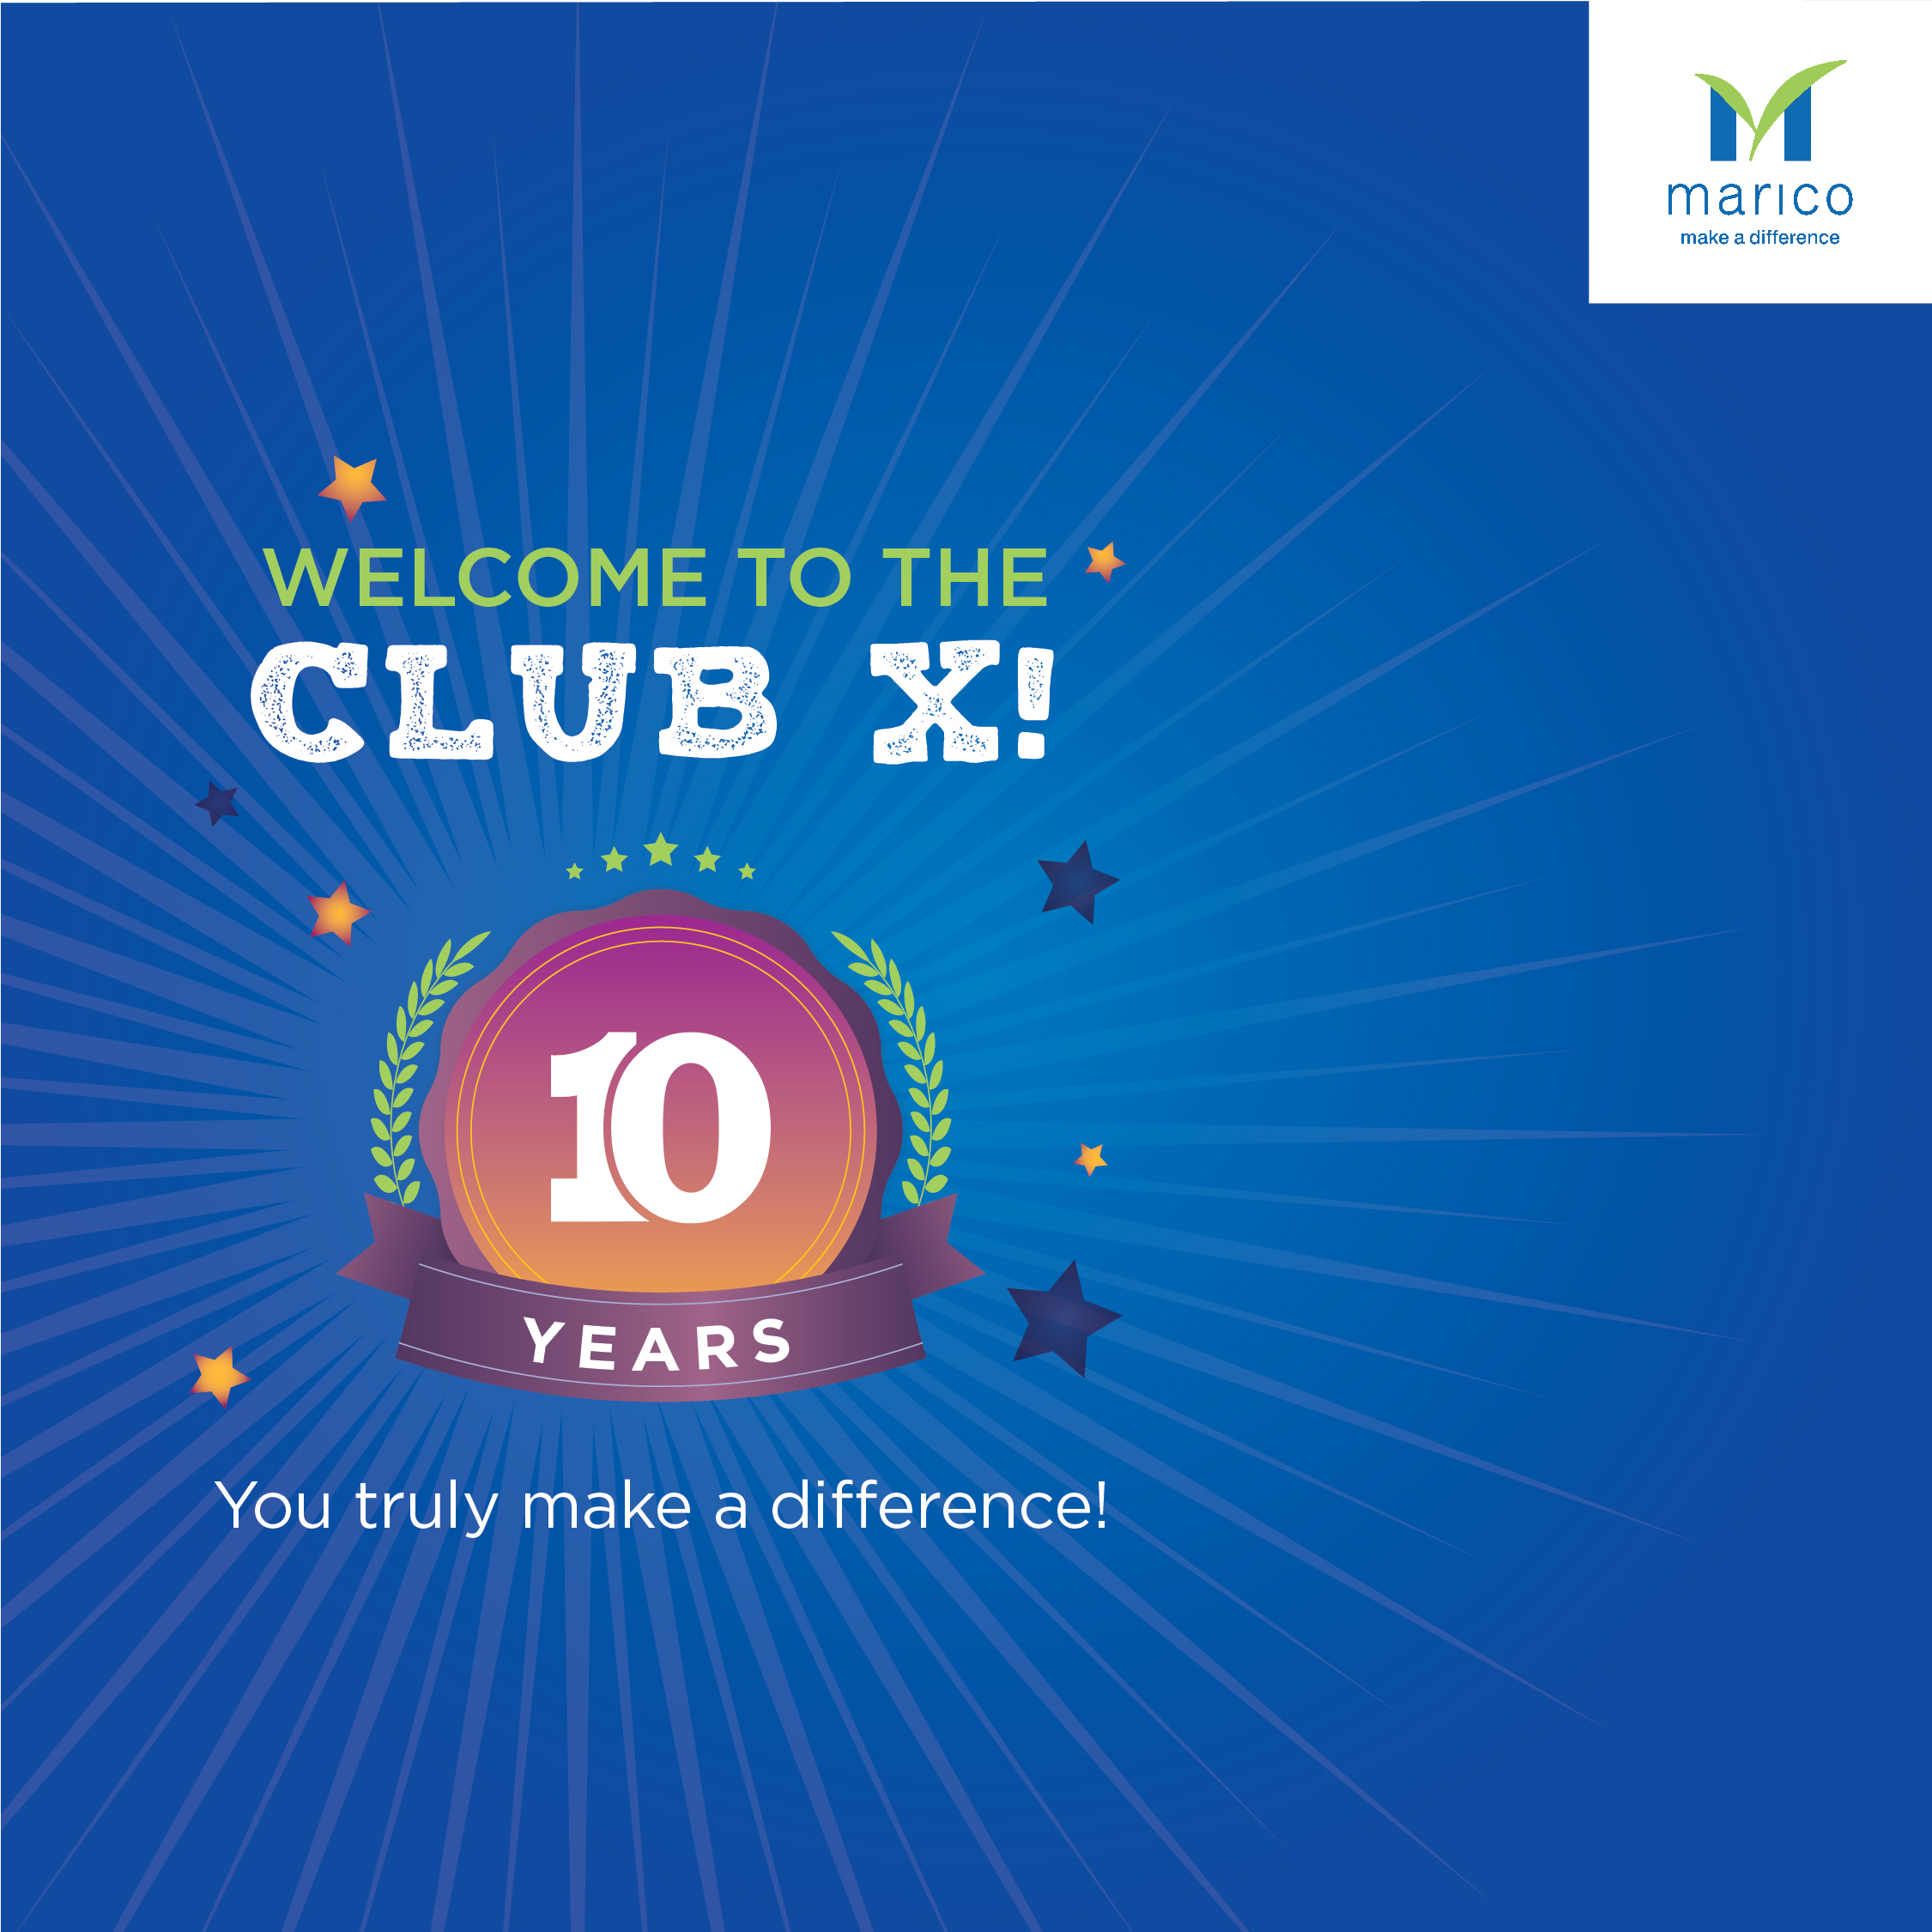 marico
make a difference
WELCOME TO THE
CLUB X!
10
YEARS
You truly make a difference!